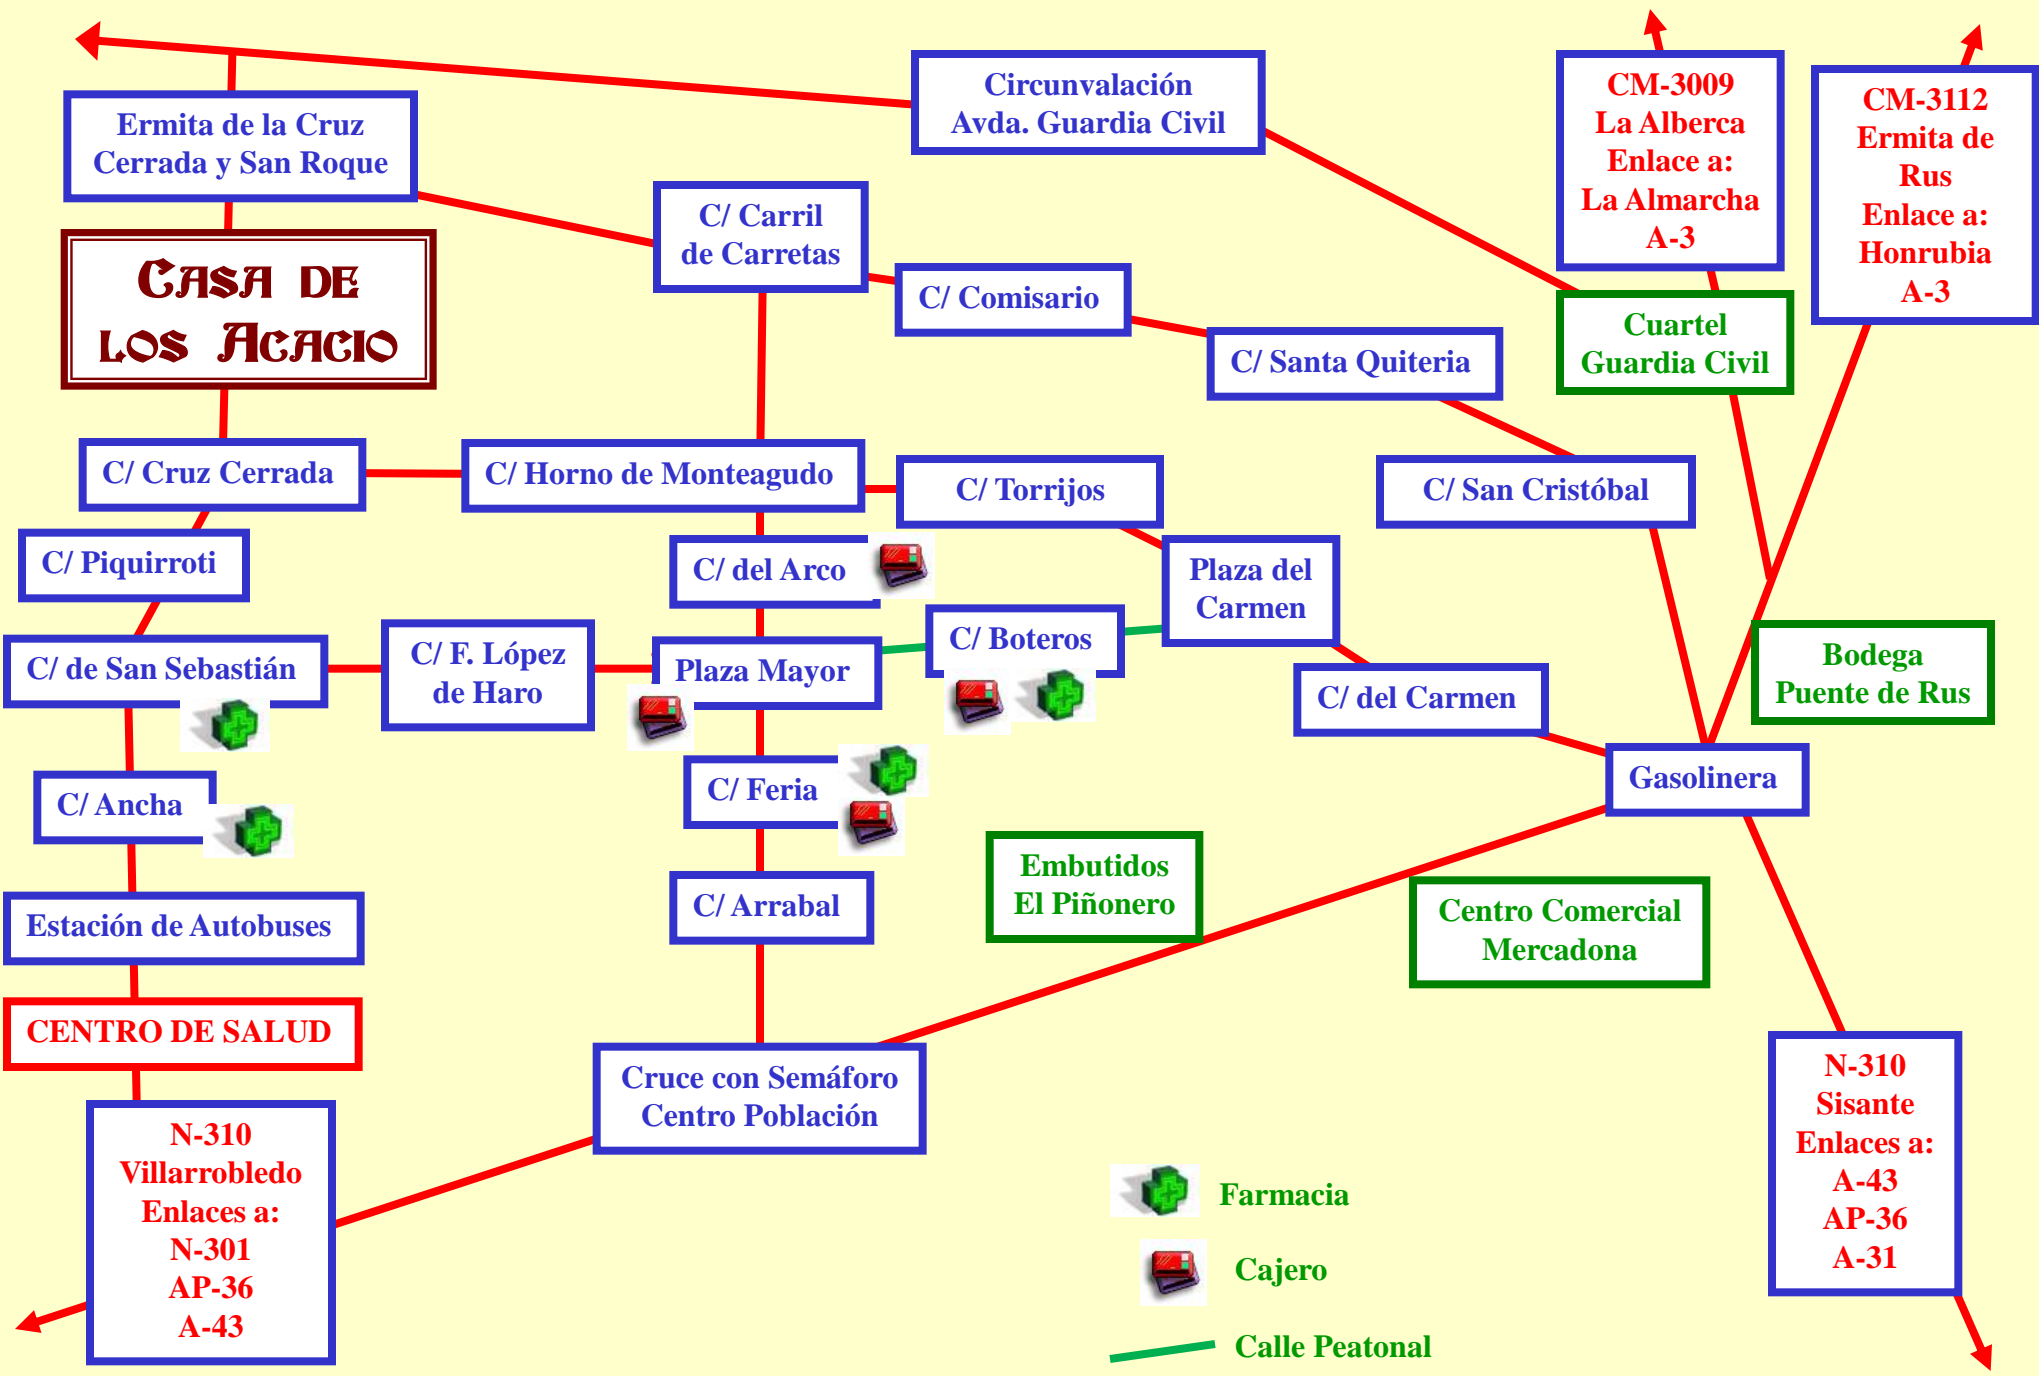 Circunvalación
Avda. Guardia Civil
CM-3009
La Alberca
Enlace a:
La Almarcha
A-3
CM-3112
Ermita de
Rus
Enlace a:
Honrubia
A-3
Ermita de la Cruz
Cerrada y San Roque
C/ Carril
de Carretas
CASA DE
LOS ACACIO
C/ Comisario
C/ Santa Quiteria
Cuartel
Guardia Civil
C/ Cruz Cerrada
C/ Horno de Monteagudo
C/ Torrijos
C/ San Cristóbal
C/ Piquirroti
C/ del Arco
Plaza del
Carmen
C/ de San Sebastián
C/ F. López
de Haro
Plaza Mayor
C/ Boteros
C/ del Carmen
Bodega
Puente de Rus
C/ Ancha
C/ Feria
Gasolinera
Estación de Autobuses
C/ Arrabal
Embutidos
El Piñonero
Centro Comercial
Mercadona
CENTRO DE SALUD
Cruce con Semáforo
Centro Población
N-310
Villarrobledo
Enlaces a:
N-301
AP-36
A-43
N-310
Sisante
Enlaces a:
A-43
AP-36
A-31
Farmacia
Cajero
Calle Peatonal